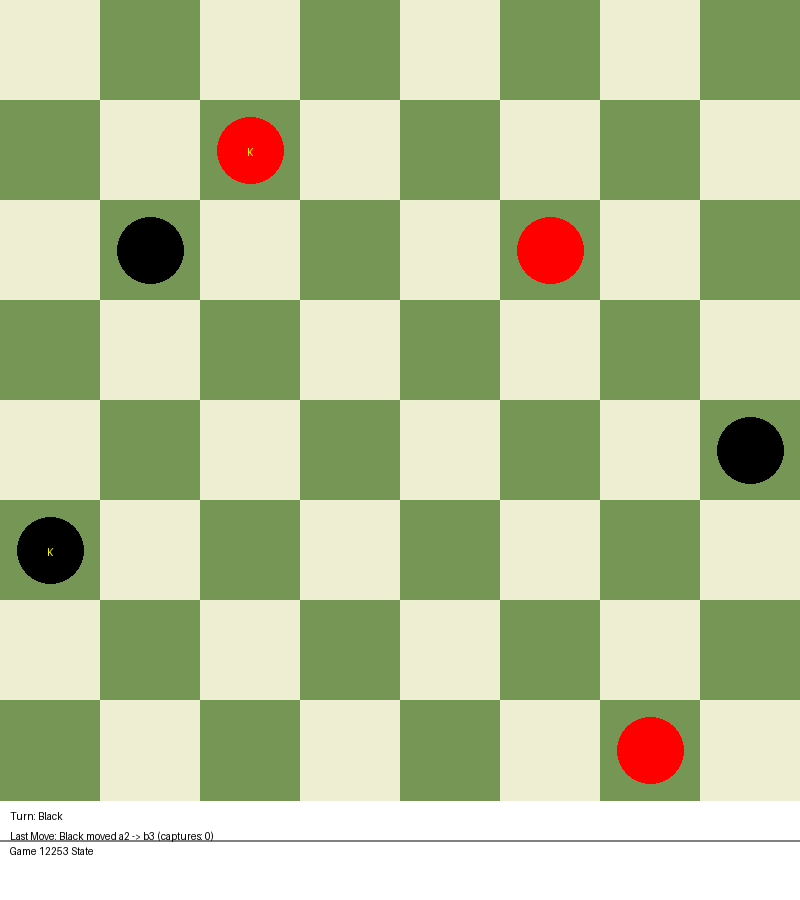 K
K
Turn: Black
Last Move: Black moved a2 -> b3 (captures: 0)
Game 12253 State